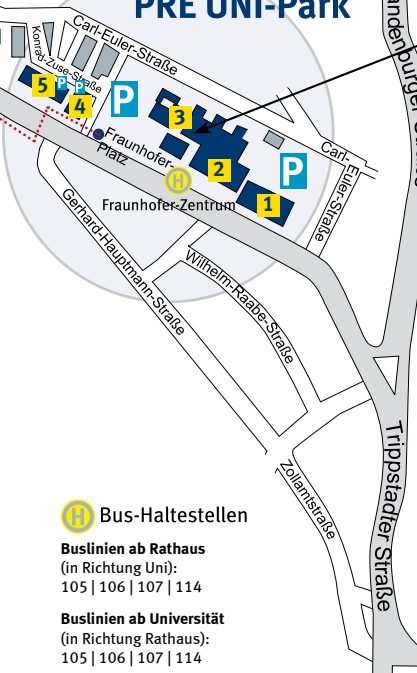 PRE UNI-Park
Carl-Euler-Straße
Konrad-Zuse-Straße
5
P
P
4
P
3
Fraunhofer-
Platz
H
2
P
1
Carl-
Euler-Straße
Fraunhofer-Zentrum
Gerhard-Hauptmann-Straße
Wilhelm-Raabe-Straße
Trippstadter Straße
Zollamtstraße
H Bus-Haltestellen
Buslinien ab Rathaus
(in Richtung Uni):
105 | 106 | 107 | 114
Buslinien ab Universität
(in Richtung Rathaus):
105 | 106 | 107 | 114